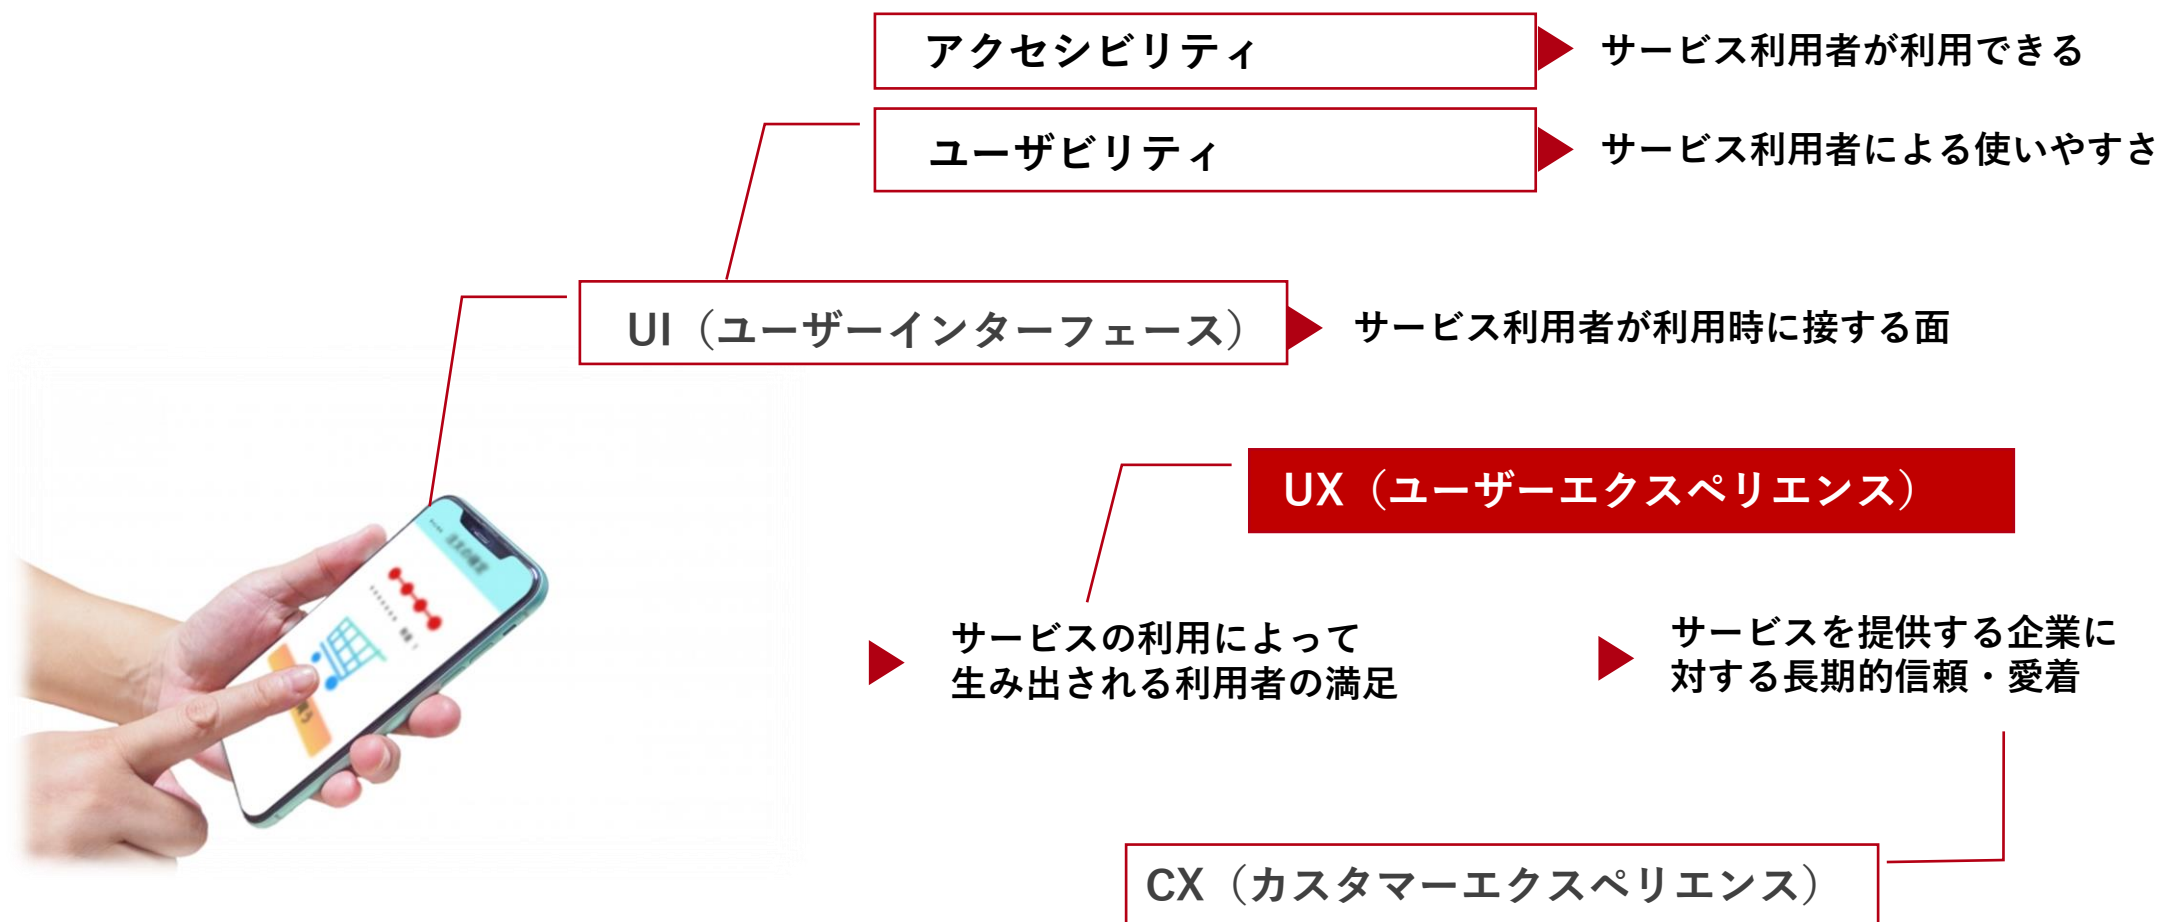 アクセシビリティ
サービス利用者が利用できる
ユーザビリティ
サービス利用者による使いやすさ
UI（ユーザーインターフェース）
サービス利用者が利用時に接する面
UX（ユーザーエクスペリエンス）
サービスの利用によって
生み出される利用者の満足
サービスを提供する企業に
対する長期的信頼・愛着
CX（カスタマーエクスペリエンス）